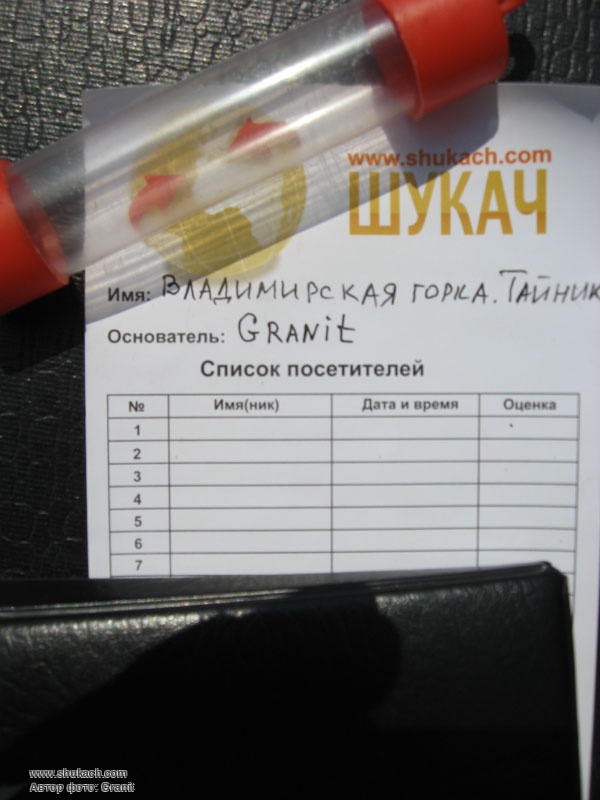 www.shukach.com
ШУКАЧ
Имя: Владимирская горка. Тайник
Основатель: GRANit
Список посетителей
№ Имя(ник) Дата и время Оценка
1
2
3
4
5
6
7
www.shukach.com
Автор фото: Granit